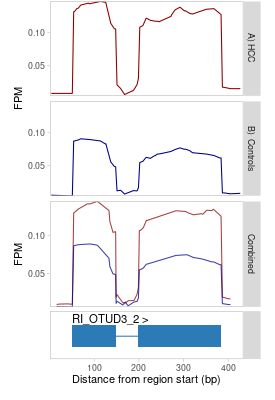 0.10
0.05
FPM
A) HCC
0.10
0.05
B) Controls
0.10
0.05
FPM
Combined
RI_OTUD3_2 >
100 200 300 400
Distance from region start (bp)